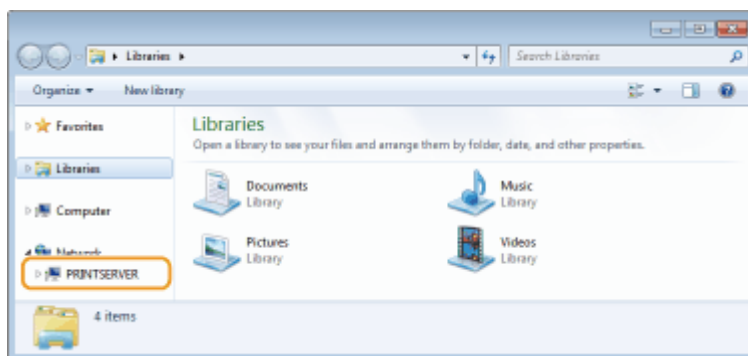 Libraries
Search Libraries
Organize
New library
Favorites
Libraries
Computer
Network
PRINTSERVER
Libraries
Open a library to see your files and arrange them by folder, date, and other properties.
Documents
Library
Music
Library
Pictures
Library
Videos
Library
4 items